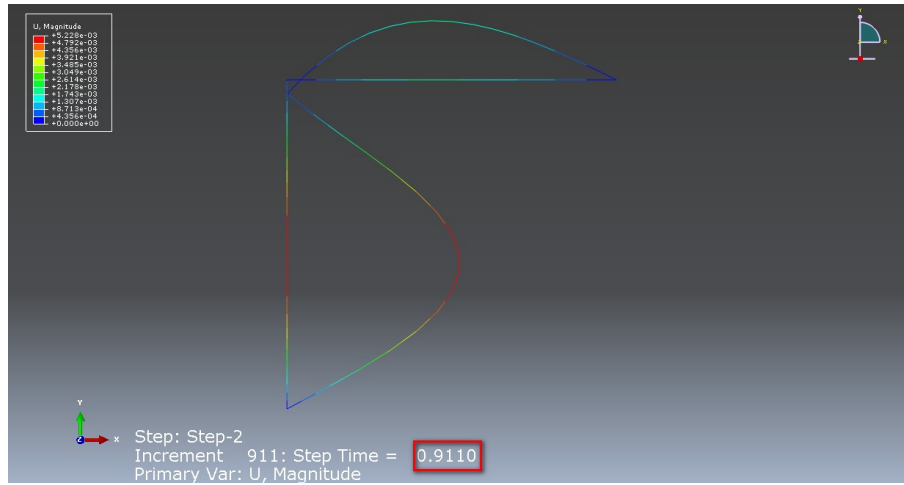 U, Magnitude
+5.228e-03
+4.792e-03
+4.356e-03
+3.921e-03
+3.485e-03
+3.049e-03
+2.614e-03
+2.178e-03
+1.743e-03
+1.307e-03
+8.713e-04
+4.356e-04
+0.000e+00
Y
X
Z
Y
X
Z
Step: Step-2
Increment 911: Step Time = 0.9110
Primary Var: U, Magnitude